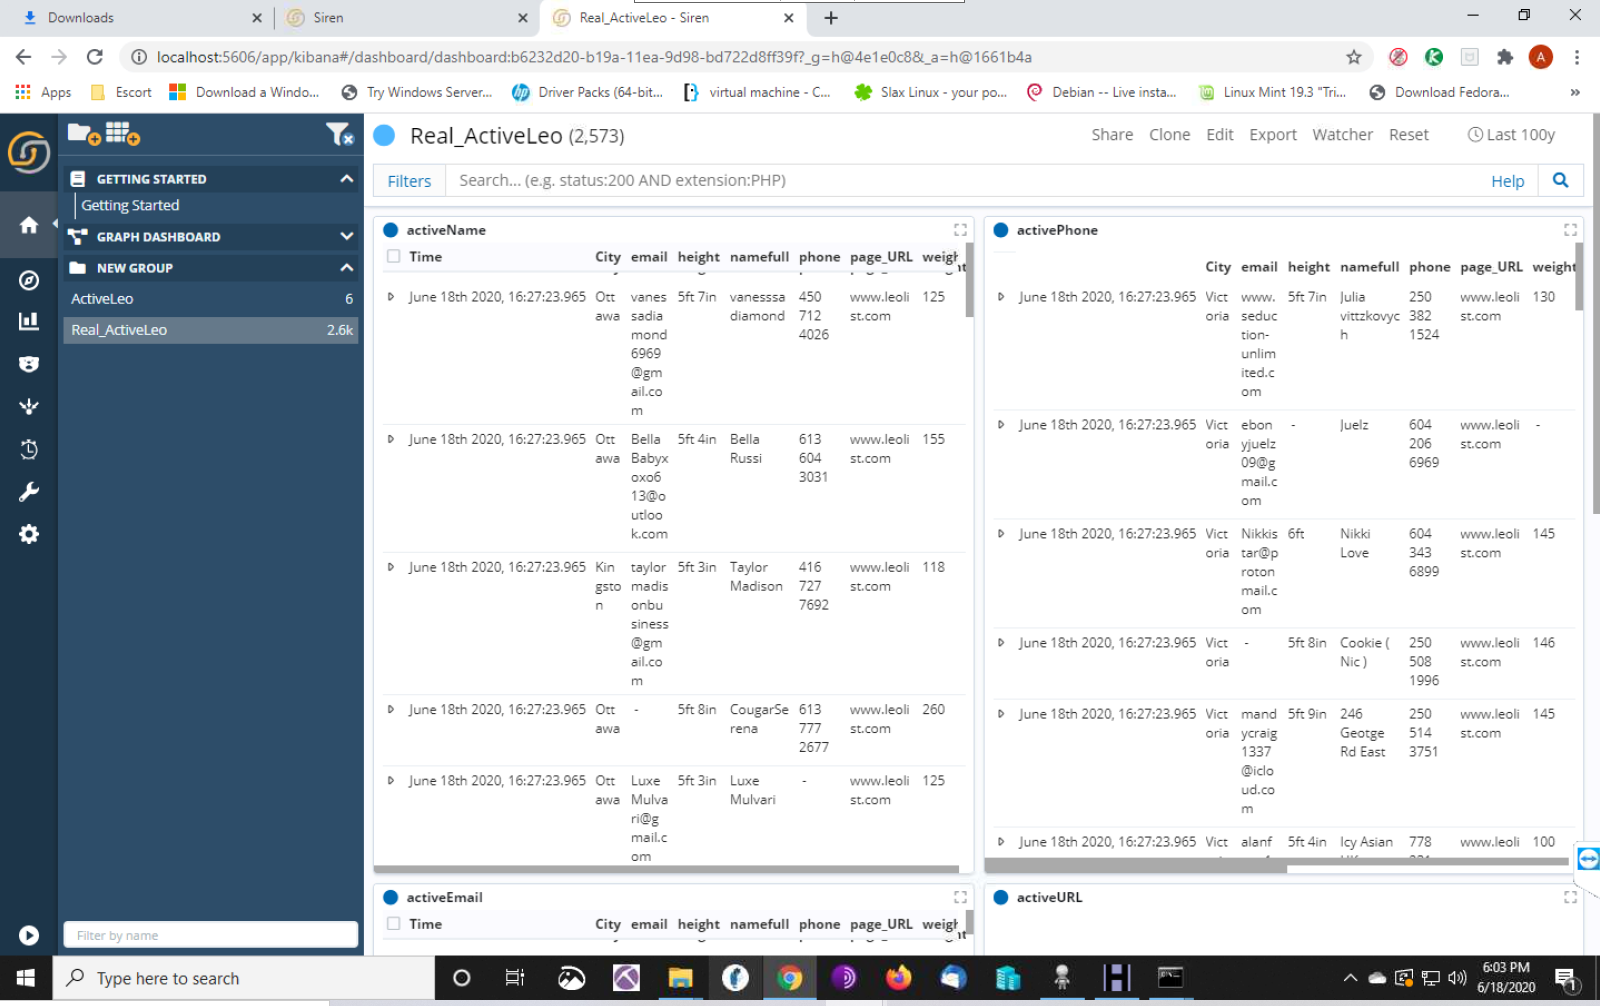 Downloads
Siren
Real_ActiveLeo - Siren
localhost:5606/app/kibana#/dashboard/dashboard:b6232d20-b19a-11ea-9d98-bd722d8ff39f?_g=h@4e1e0c8&_a=h@1661b4a
A
Apps Escort Download a Windo... Try Windows Server... Driver Packs (64-bit... virtual machine - C... Slax Linux - your po... Debian -- Live insta... Linux Mint 19.3 "Tri... Download Fedora... »
GETTING STARTED
Getting Started
GRAPH DASHBOARD
NEW GROUP
ActiveLeo 6
Real_ActiveLeo 2.6k
Filter by name
Real_ActiveLeo (2,573)
Share Clone Edit Export Watcher Reset Last 100y
Filters Search... (e.g. status:200 AND extension:PHP) Help
activeName
Time City email height namefull phone page_URL weight
June 18th 2020, 16:27:23.965 Ott vanes 5ft 7in vanesssa 450 www.leoli 125
awa sadia diamond 712 st.com
mond 4026
6969
@gm
ail.co
m
June 18th 2020, 16:27:23.965 Ott Bella 5ft 4in Bella 613 www.leoli 155
awa Babyx Russi 604 st.com
oxo6 3031
13@o
utloo
k.com
June 18th 2020, 16:27:23.965 Kin taylor 5ft 3in Taylor 416 www.leoli 118
gsto madis Madison 727 st.com
n onbu 7692
siness
@gm
ail.co
m
June 18th 2020, 16:27:23.965 Ott - 5ft 8in CougarSe 613 www.leoli 260
awa rena 777 st.com
2677
June 18th 2020, 16:27:23.965 Ott Luxe 5ft 3in Luxe - www.leoli 125
awa Mulva Mulvari st.com
ri@g
mail.c
om
activePhone
City email height namefull phone page_URL weight
June 18th 2020, 16:27:23.965 Vict www. 5ft 7in Julia 250 www.leoli 130
oria seduc vittzkovyc 382 st.com
tion- h 1524
unlim
ited.c
om
June 18th 2020, 16:27:23.965 Vict ebon - Juelz 604 www.leoli -
oria yjuelz 206 st.com
09@g 6969
mail.c
om
June 18th 2020, 16:27:23.965 Vict Nikkis 6ft Nikki 604 www.leoli 145
oria tar@p Love 343 st.com
roton 6899
mail.c
om
June 18th 2020, 16:27:23.965 Vict - 5ft 8in Cookie ( 250 www.leoli 146
oria Nic ) 508 st.com
1996
June 18th 2020, 16:27:23.965 Vict mand 5ft 9in 246 250 www.leoli 145
oria ycraig Geotge 514 st.com
1337 Rd East 3751
@iclo
ud.co
m
June 18th 2020, 16:27:23.965 Vict alanf 5ft 4in Icy Asian 778 www.leoli 100
activeEmail
Time City email height namefull phone page_URL weight
activeURL
Type here to search
6:03 PM
6/18/2020
1